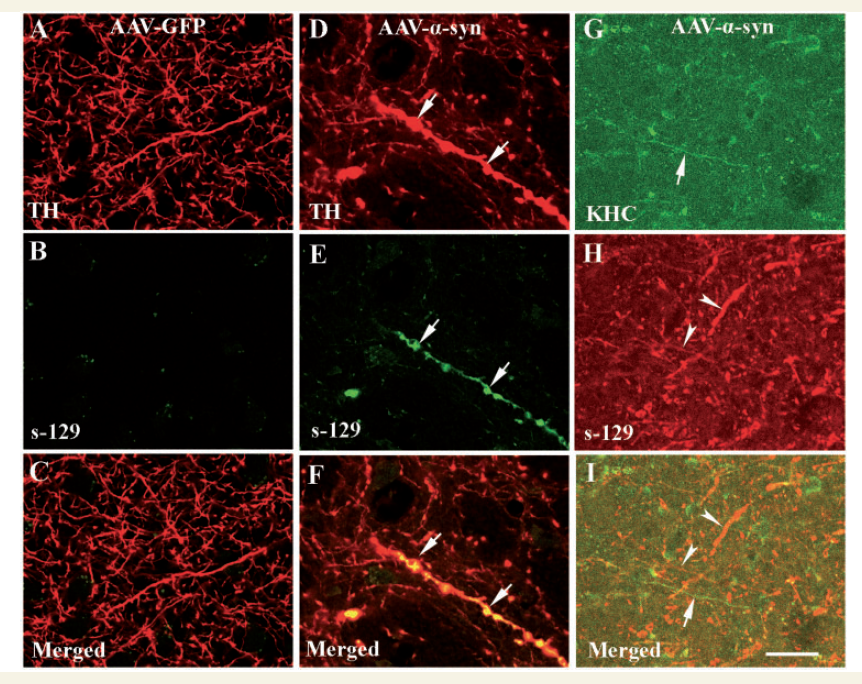 A AAV-GFP
TH
D AAV-α-syn
TH
G AAV-α-syn
KHC
B
s-129
E
s-129
H
s-129
C
Merged
F
Merged
I
Merged